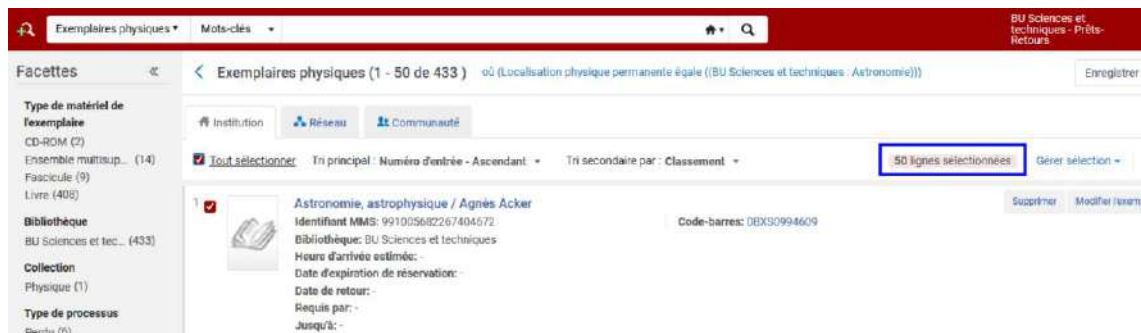 Exemplaires physiques
Mots-clés
BU Sciences et
techniques - Prêts-
Retours
Facettes
Exemplaires physiques (1 - 50 de 433 ) où (Localisation physique permanente égale ((BU Sciences et techniques : Astronomie)))
Enregistrer
Type de matériel de
l'exemplaire
CD-ROM (2)
Ensemble multisup... (14)
Fascicule (9)
Livre (408)
Bibliothèque
BU Sciences et tec... (433)
Collection
Physique (1)
Type de processus
Perdu (6)
Institution
Réseau
Communauté
Tout sélectionner
Tri principal : Numéro d'entrée - Ascendant
Tri secondaire par : Classement
50 lignes sélectionnées
Gérer sélection
1
Astronomie, astrophysique / Agnès Acker
Supprimer
Identifiant MMS: 991005682267404672
Code-barres: 0BXS0994609
Bibliothèque: BU Sciences et techniques
Heure d'arrivée estimée: -
Date d'expiration de réservation: -
Date de retour: -
Requis par: -
Jusqu'à: -